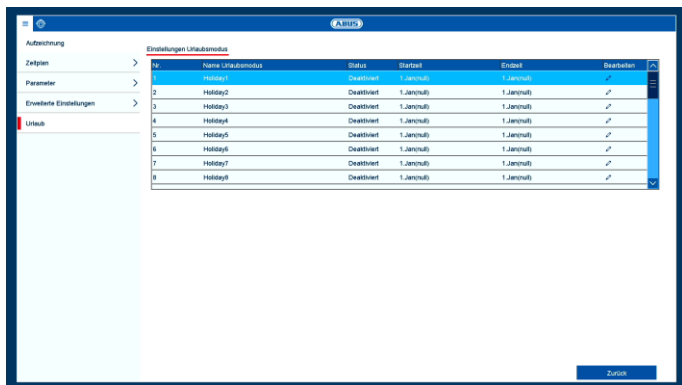 ABUS
Aufzeichnung
Einstellungen Urlaubsmodus
Zeitplan
Parameter
Erweiterte Einstellungen
Urlaub
Nr. Name Urlaubsmodus Status Startzeit Endzeit Bearbeiten
1 Holiday1 Deaktiviert 1.Jan(null) 1.Jan(null)
2 Holiday2 Deaktiviert 1.Jan(null) 1.Jan(null)
3 Holiday3 Deaktiviert 1.Jan(null) 1.Jan(null)
4 Holiday4 Deaktiviert 1.Jan(null) 1.Jan(null)
5 Holiday5 Deaktiviert 1.Jan(null) 1.Jan(null)
6 Holiday6 Deaktiviert 1.Jan(null) 1.Jan(null)
7 Holiday7 Deaktiviert 1.Jan(null) 1.Jan(null)
8 Holiday8 Deaktiviert 1.Jan(null) 1.Jan(null)
Zurück